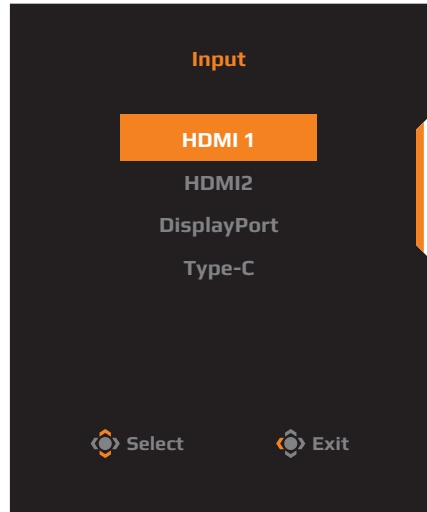 Input
HDMI 1
HDMI2
DisplayPort
Type-C
Select Exit